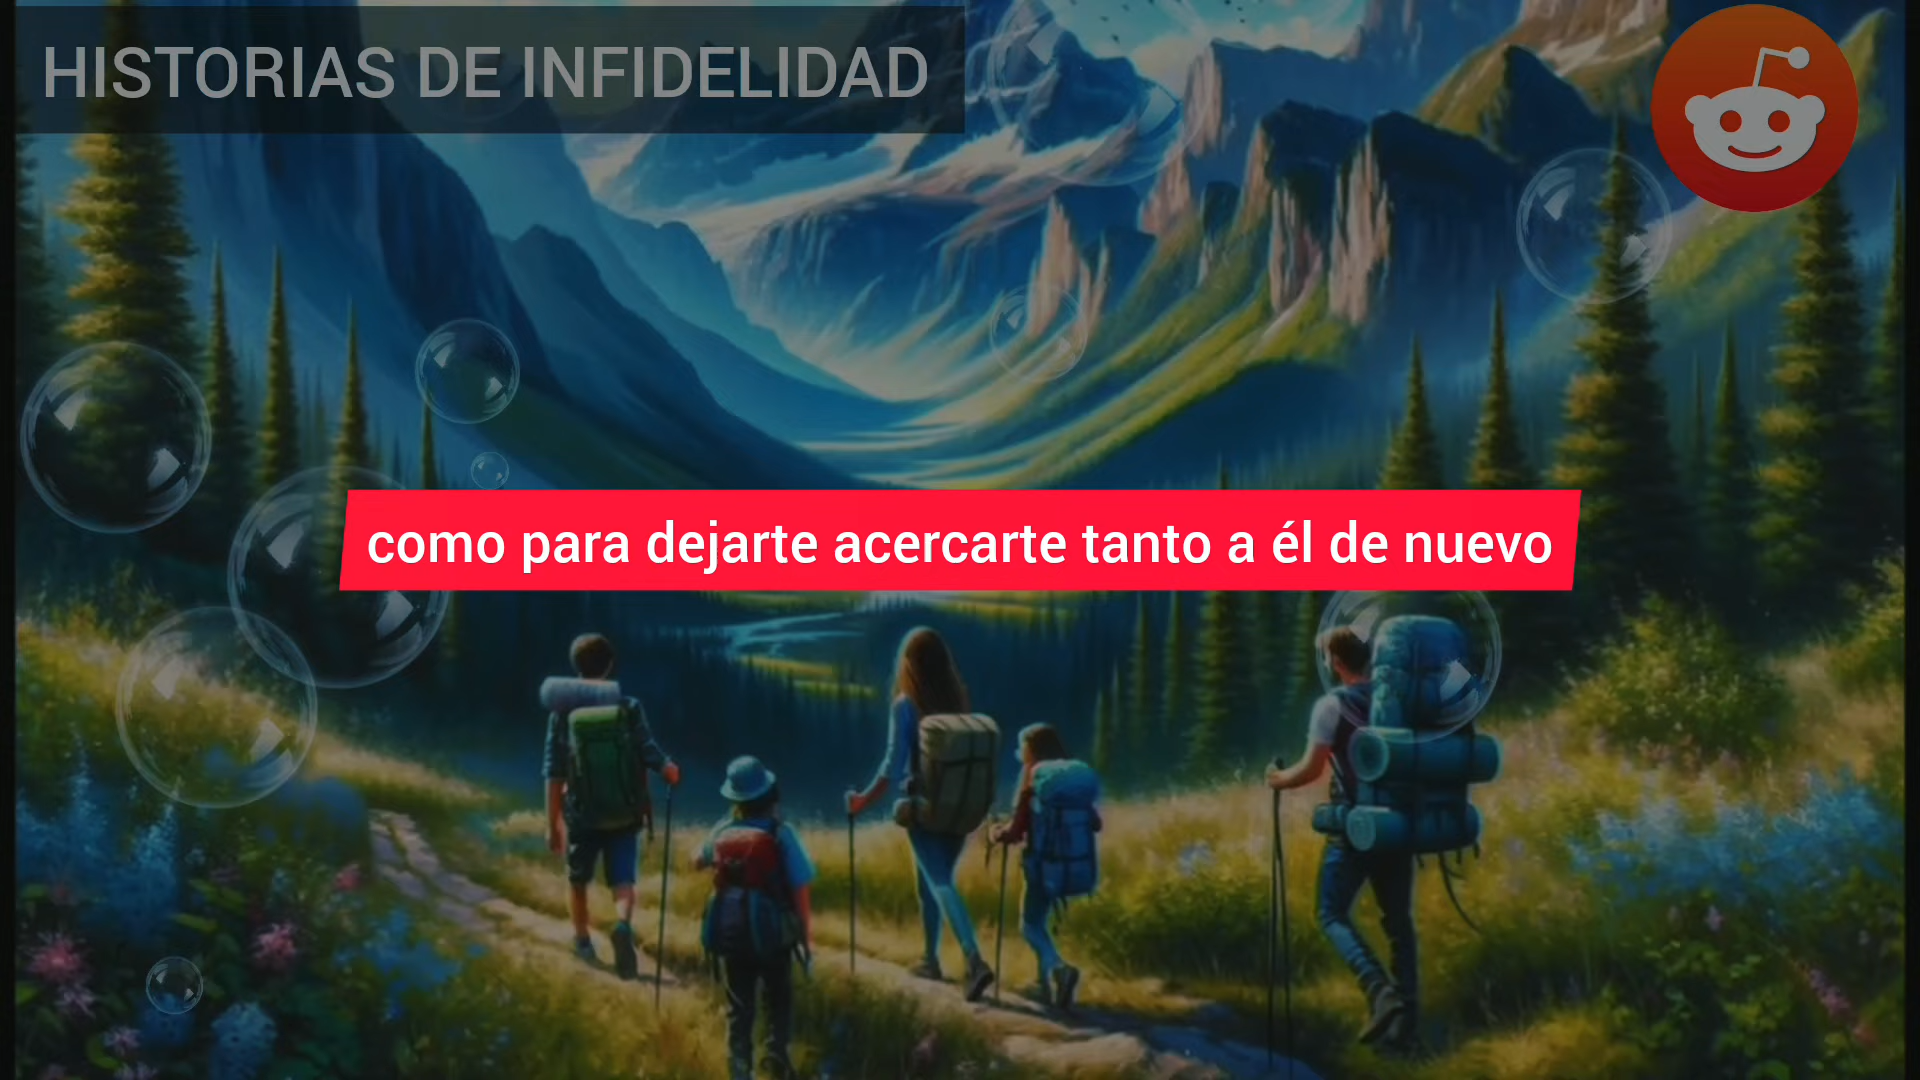 HISTORIAS DE INFIDELIDAD
como para dejarte acercarte tanto a él de nuevo